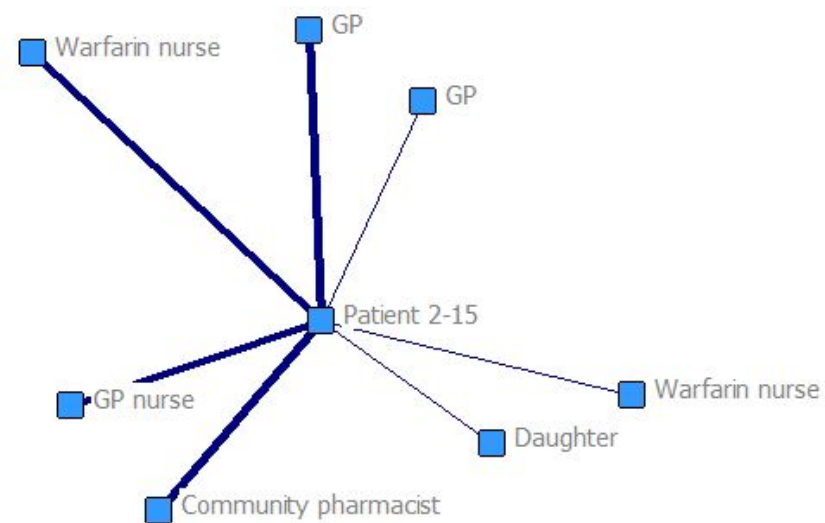 GP
Warfarin nurse
GP
Patient 2-15
Warfarin nurse
GP nurse
Daughter
Community pharmacist